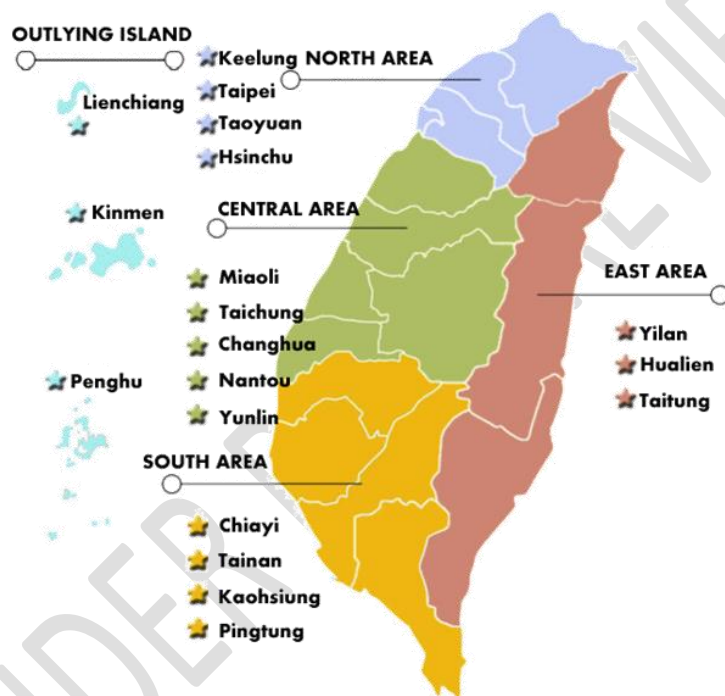 OUTLYING ISLAND
Lienchiang
Kinmen
Penghu
NORTH AREA
Keelung
Taipei
Taoyuan
Hsinchu
CENTRAL AREA
Miaoli
Taichung
Changhua
Nantou
Yunlin
SOUTH AREA
Chiayi
Tainan
Kaohsiung
Pingtung
EAST AREA
Yilan
Hualien
Taitung